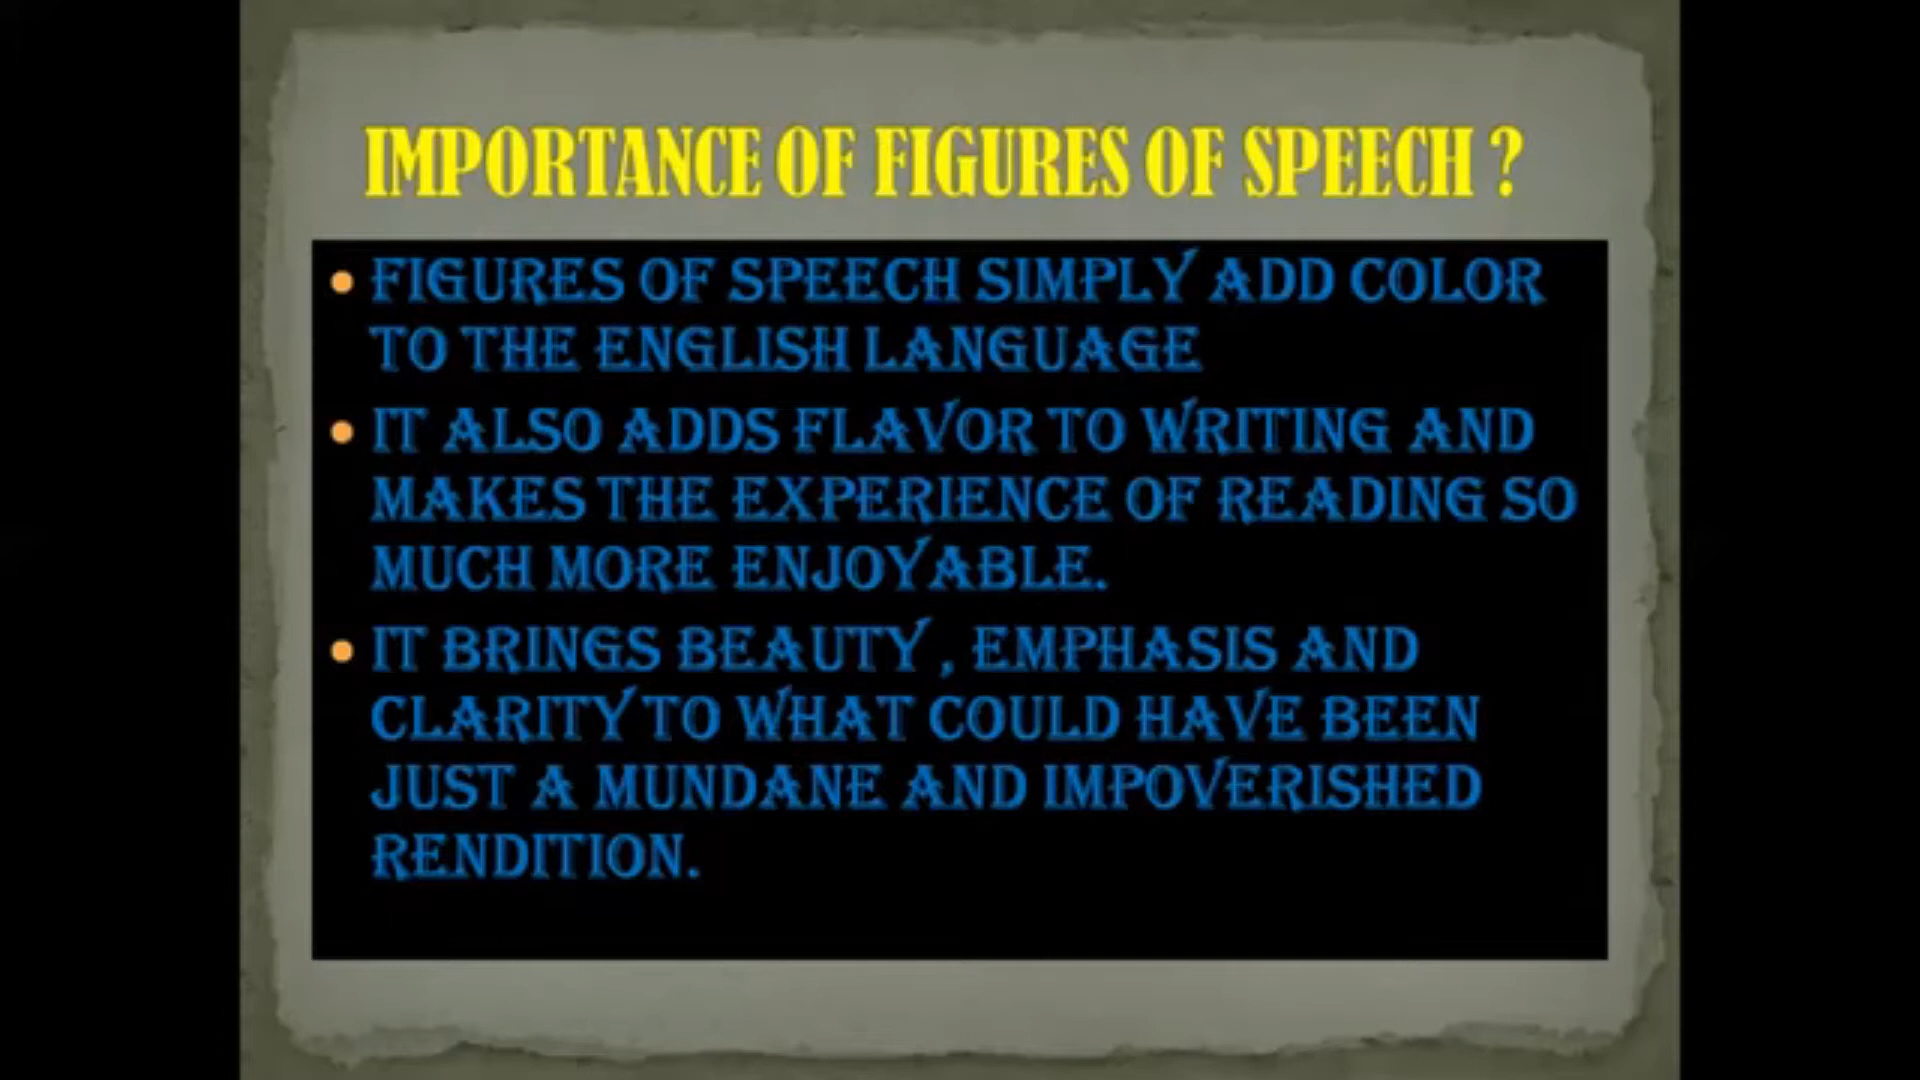 IMPORTANCE OF FIGURES OF SPEECH ?
• FIGURES OF SPEECH SIMPLY ADD COLOR
TO THE ENGLISH LANGUAGE
• IT ALSO ADDS FLAVOR TO WRITING AND
MAKES THE EXPERIENCE OF READING SO
MUCH MORE ENJOYABLE.
• IT BRINGS BEAUTY , EMPHASIS AND
CLARITY TO WHAT COULD HAVE BEEN
JUST A MUNDANE AND IMPOVERISHED
RENDITION.